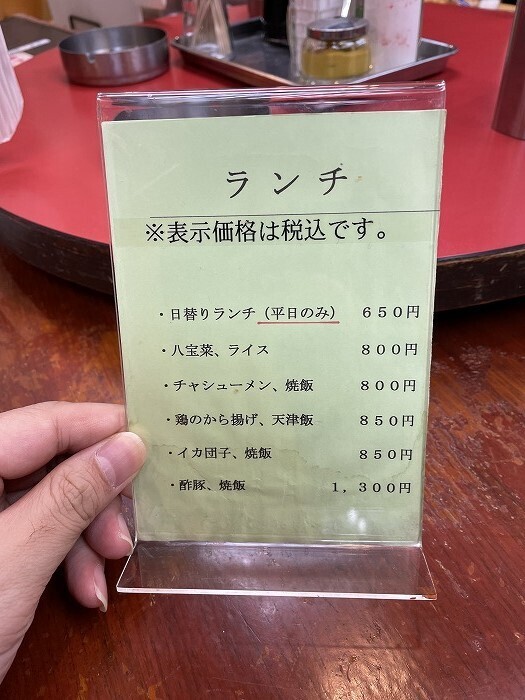 ランチ
※表示価格は税込です。
・日替りランチ（平日のみ） ６５０円
・八宝菜、ライス ８００円
・チャシューメン、焼飯 ８００円
・鶏のから揚げ、天津飯 ８５０円
・イカ団子、焼飯 ８５０円
・酢豚、焼飯 １，３００円